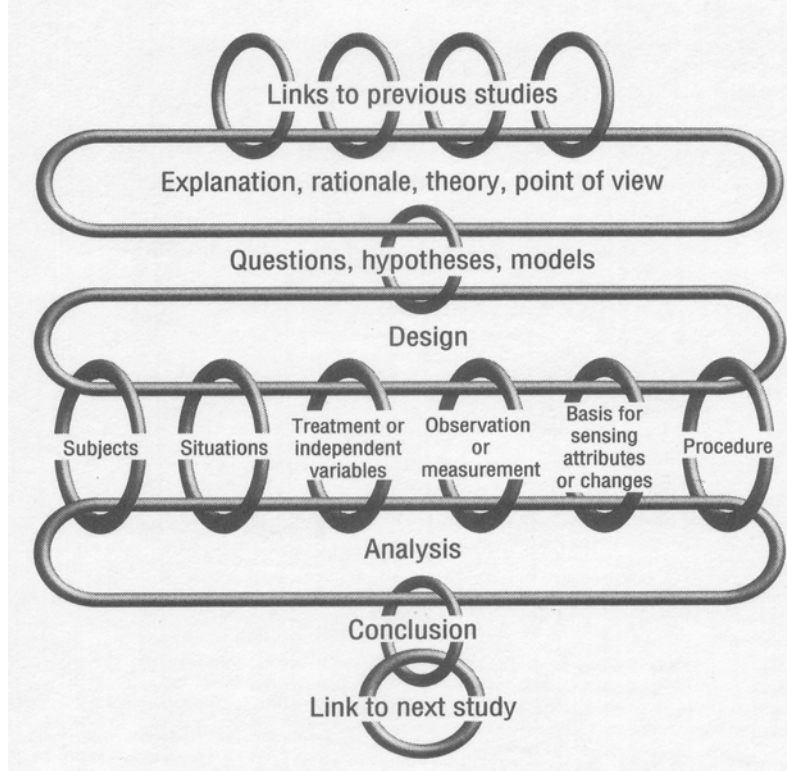 Links to previous studies
Explanation, rationale, theory, point of view
Questions, hypotheses, models
Design
Subjects
Situations
Treatment or
independent
variables
Observation
or
measurement
Basis for
sensing
attributes
or changes
Procedure
Analysis
Conclusion
Link to next study